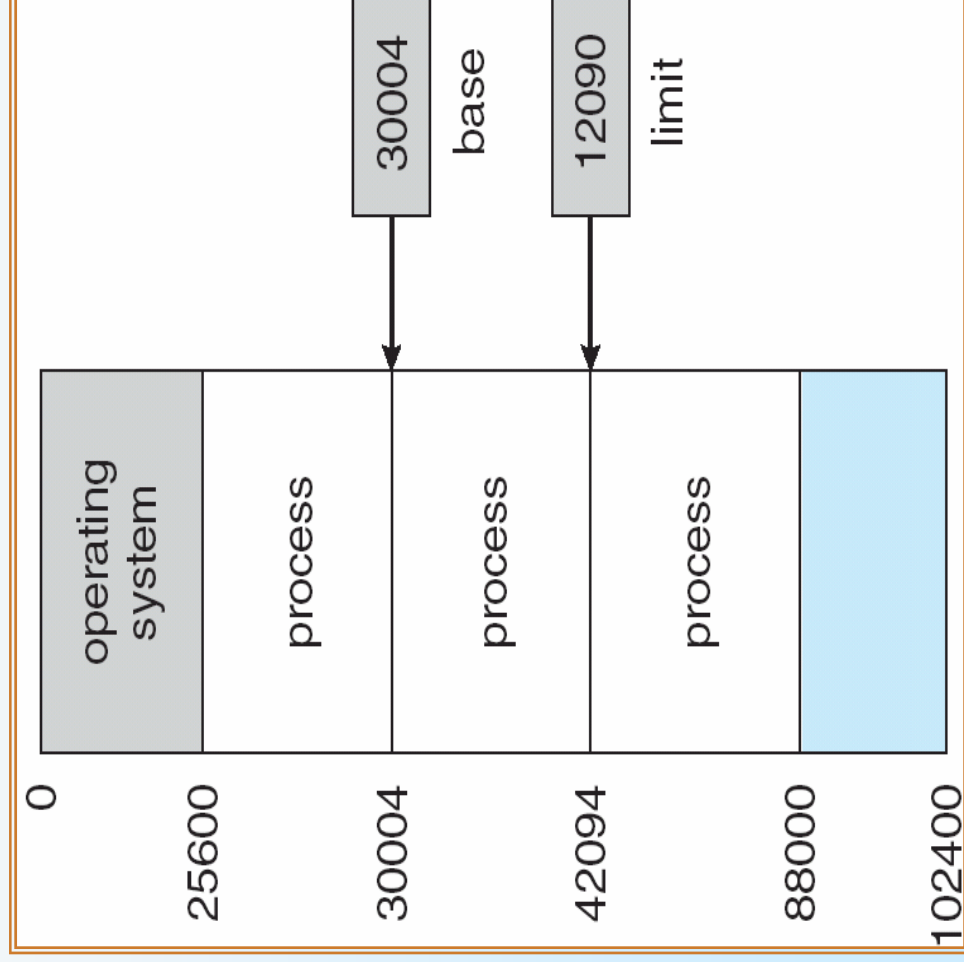 0
operating
system
25600
process
30004
30004
base
process
42094
12090
limit
process
88000
102400